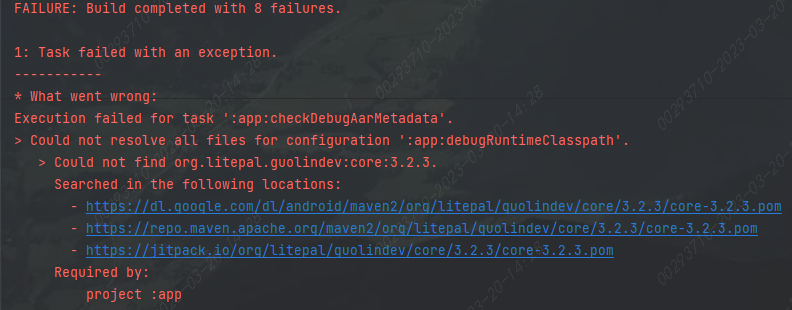 FAILURE: Build completed with 8 failures.
1: Task failed with an exception.
-----------
* What went wrong:
Execution failed for task ':app:checkDebugAarMetadata'.
> Could not resolve all files for configuration ':app:debugRuntimeClasspath'.
> Could not find org.litepal.guolindev:core:3.2.3.
Searched in the following locations:
- https://dl.google.com/dl/android/maven2/org/litepal/guolindev/core/3.2.3/core-3.2.3.pom
- https://repo.maven.apache.org/maven2/org/litepal/guolindev/core/3.2.3/core-3.2.3.pom
- https://jitpack.io/org/litepal/guolindev/core/3.2.3/core-3.2.3.pom
Required by:
project :app